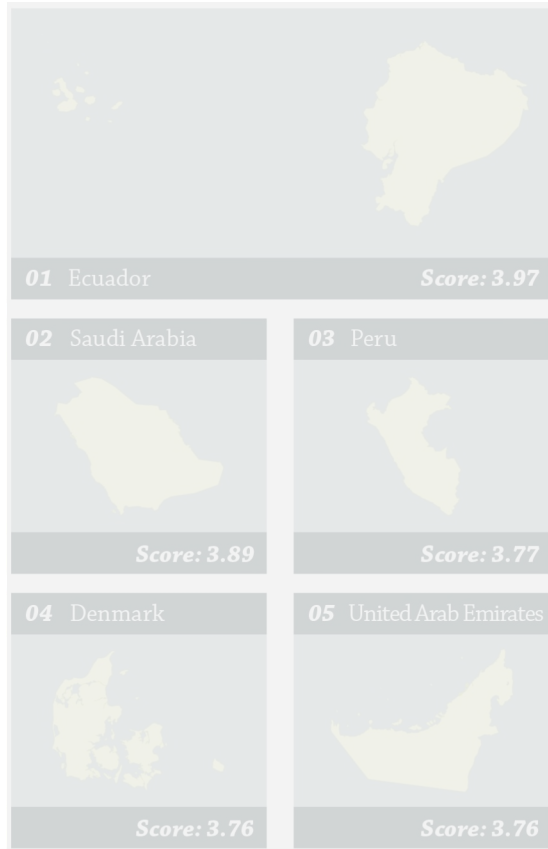 01 Ecuador Score: 3.97
02 Saudi Arabia
Score: 3.89
03 Peru
Score: 3.77
04 Denmark
Score: 3.76
05 United Arab Emirates
Score: 3.76